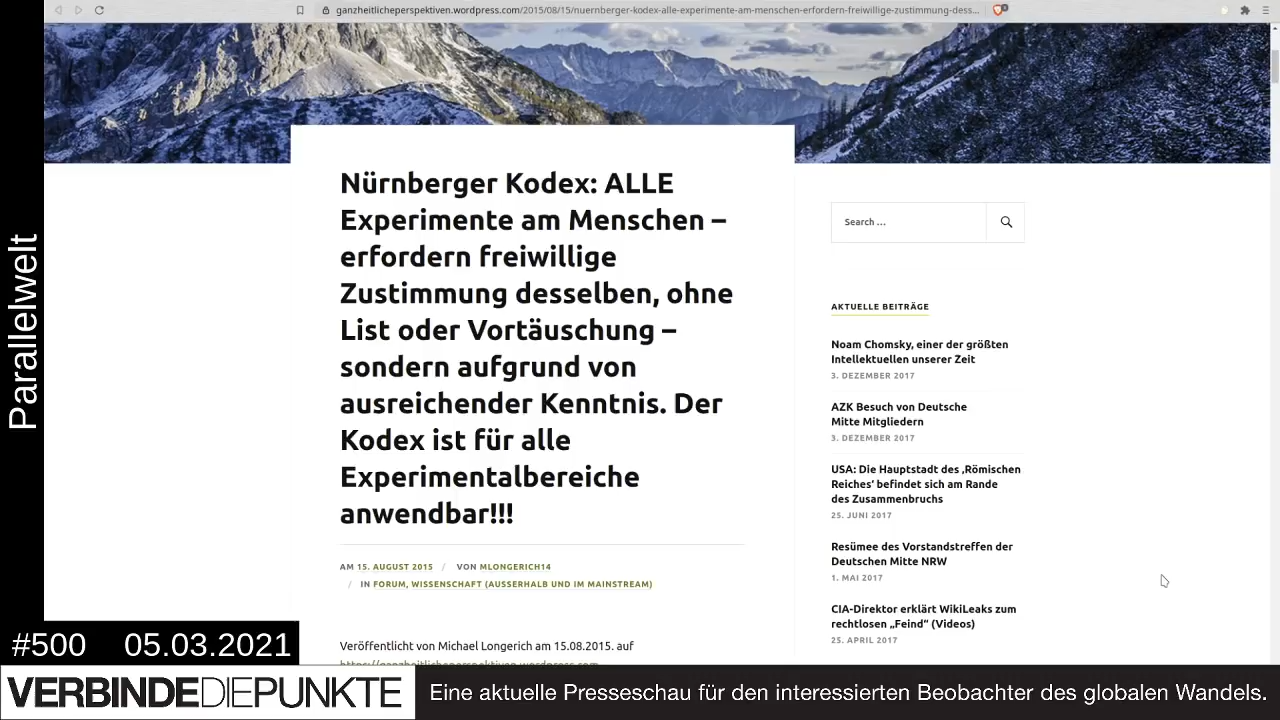 ganzheitlicheperspektiven.wordpress.com/2015/08/15/nuernberger-kodex-alle-experimente-am-menschen-erfordern-freiwillige-zustimmung-dess...
Nürnberger Kodex: ALLE
Experimente am Menschen –
erfordern freiwillige
Zustimmung desselben, ohne
List oder Vortäuschung –
sondern aufgrund von
ausreichender Kenntnis. Der
Kodex ist für alle
Experimentalbereiche
anwendbar!!!
AM 15. AUGUST 2015 / VON MLONGERICH14
/ IN FORUM, WISSENSCHAFT (AUSSERHALB UND IM MAINSTREAM)
Veröffentlicht von Michael Longerich am 15.08.2015. auf
https://ganzheitlicheperspektiven.wordpress.com
Search ...
AKTUELLE BEITRÄGE
Noam Chomsky, einer der größten
Intellektuellen unserer Zeit
3. DEZEMBER 2017
AZK Besuch von Deutsche
Mitte Mitgliedern
3. DEZEMBER 2017
USA: Die Hauptstadt des ‚Römischen
Reiches' befindet sich am Rande
des Zusammenbruchs
25. JUNI 2017
Resümee des Vorstandstreffen der
Deutschen Mitte NRW
1. MAI 2017
CIA-Direktor erklärt WikiLeaks zum
rechtlosen „Feind“ (Videos)
25. APRIL 2017
Parallelwelt
#500 05.03.2021
VERBINDEDIEPUNKTE
Eine aktuelle Presseschau für den interessierten Beobachter des globalen Wandels.